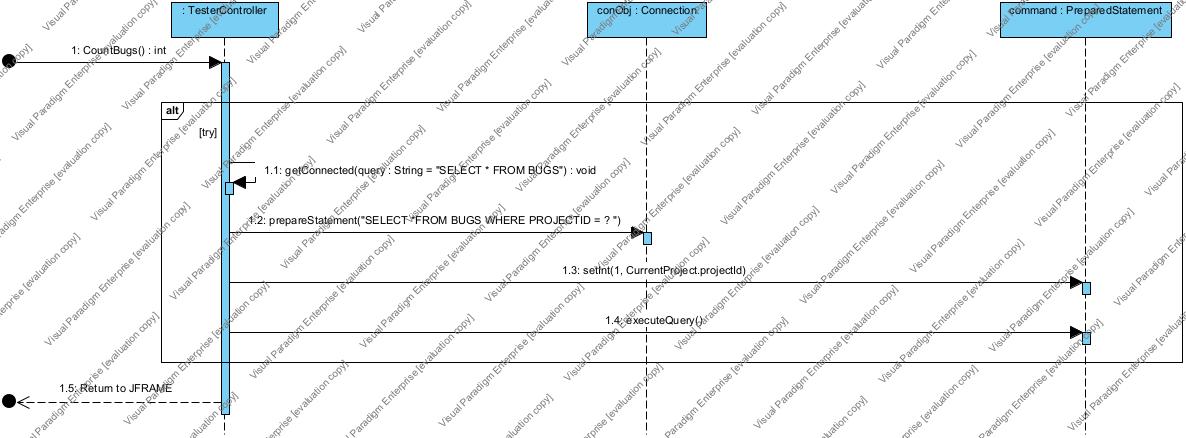 : TesterController
conObj : Connection
command : PreparedStatement
1: CountBugs() : int
alt
[try]
1.1: getConnected(query : String = "SELECT * FROM BUGS") : void
1.2: prepareStatement("SELECT *FROM BUGS WHERE PROJECTID = ? ")
1.3: setInt(1, CurrentProject.projectId)
1.4: executeQuery()
1.5: Return to JFRAME
Visual Paradigm Enterprise [evaluation copy]